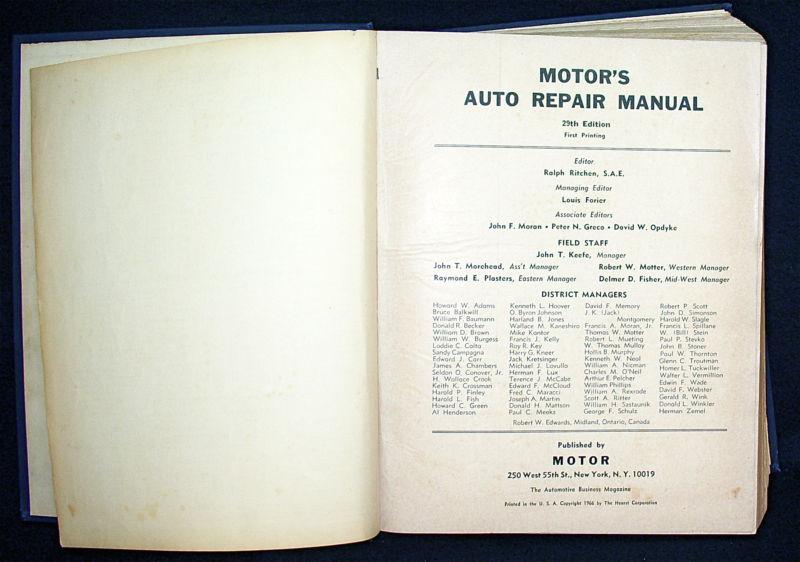 MOTOR'S
AUTO REPAIR MANUAL
29th Edition
First Printing
Editor
Ralph Ritchen, S.A.E.
Managing Editor
Louis Forier
Associate Editors
John F. Moran • Peter N. Greco • David W. Opdyke
FIELD STAFF
John T. Keefe, Manager
John T. Morehead, Ass't Manager Robert W. Motter, Western Manager
Raymond E. Plasters, Eastern Manager Delmer D. Fisher, Mid-West Manager
DISTRICT MANAGERS
Howard W. Adams
Bruce Balkwill
William F. Baumann
Donald R. Becker
William D. Brown
William W. Burgess
Loddie C. Calta
Sandy Campagna
Edward J. Carr
James A. Chambers
Seldon O. Conover, Jr.
H. Wallace Crook
Keith K. Crossman
Harold P. Finley
Harold L. Fish
Howard C. Green
Al Henderson
Kenneth L. Hoover
O. Byron Johnson
Harland B. Jones
Wallace M. Kaneshiro
Mike Kantor
Francis J. Kelly
Roy R. Key
Harry G. Kneer
Jack Kretsinger
Michael J. Lovullo
Herman F. Lux
Terence J. McCabe
Edward F. McCloud
Fred C. Maracci
Joseph A. Martin
Donald H. Mattson
Paul C. Meeks
David F. Memory
J. K. (Jack)
Montgomery
Francis A. Moran, Jr.
Thomas W. Motter
Robert L. Mueting
W. Thomas Mulloy
Hollis B. Murphy
Kenneth W. Neal
William A. Nieman
Charles M. O'Neil
Arthur E. Pelcher
William Phillips
William A. Rexrode
Scott A. Ritter
William H. Sastaunik
George F. Schulz
Robert P. Scott
John D. Simonson
Harold W. Slagle
Francis L. Spillane
W. (Bill) Stein
Paul P. Stevko
John B. Stoner
Paul W. Thornton
Glenn C. Troutman
Homer L. Tuckwiller
Walter L. Vermillion
Edwin F. Wade
David F. Webster
Gerald R. Wink
Donald L. Winkler
Herman Zemel
Robert W. Edwards, Midland, Ontario, Canada
Published by
MOTOR
250 West 55th St., New York, N. Y. 10019
The Automotive Business Magazine
Printed in the U. S. A. Copyright 1966 by The Hearst Corporation